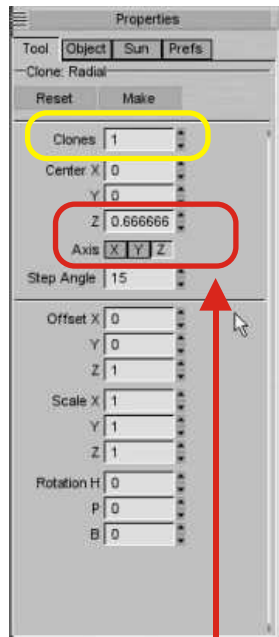 Properties
Tool Object Sun Prefs
Clone: Radial
Reset Make
Clones 1
Center X 0
Y 0
Z 0.666666
Axis X Y Z
Step Angle 15
Offset X 0
Y 0
Z 1
Scale X 1
Y 1
Z 1
Rotation H 0
P 0
B 0